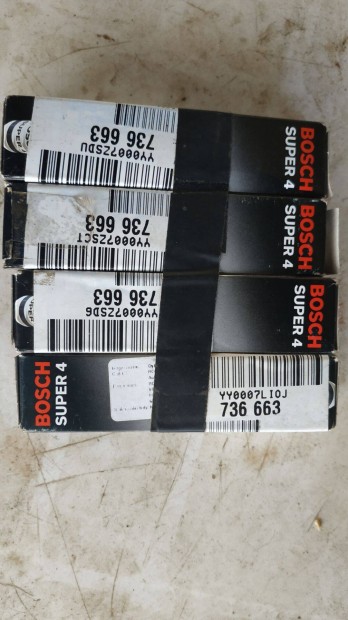 BOSCH
SUPER 4
YY0007ZSDU
736 663
BOSCH
SUPER 4
YY0007ZSCT
736 663
BOSCH
SUPER 4
YY0007ZSD6
736 663
BOSCH
SUPER 4
YY0007LIOJ
736 663